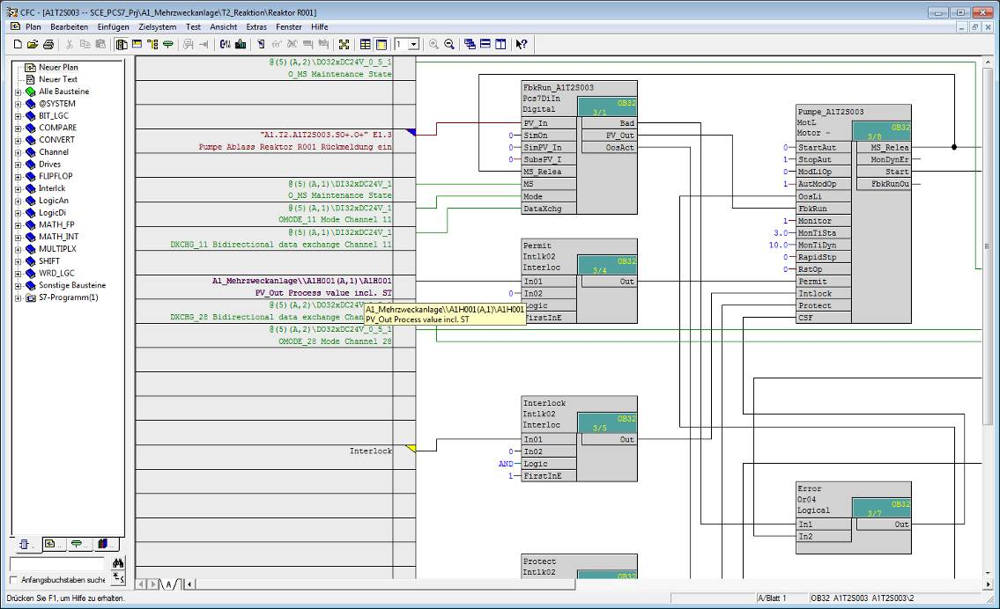 CFC - [A1T2S003 -- SCE_PCS7_Prj\A1_Mehrzweckanlage\T2_Reaktion\Reaktor R001]
Plan Bearbeiten Einfügen Zielsystem Test Ansicht Extras Fenster Hilfe
1
Neuer Plan
Neuer Text
Alle Bausteine
@SYSTEM
BIT_LGC
COMPARE
CONVERT
Channel
Drives
FLIPFLOP
Interlck
LogicAn
LogicDi
MATH_FP
MATH_INT
MULTIPLX
SHIFT
WRD_LGC
Sonstige Bausteine
S7-Programm(1)
Anfangsbuchstaben suche
@(5)(A,2)\DO32xDC24V_0_5_1
O_MS Maintenance State
"A1.T2.A1T2S003.SO+.O+" E1.3
Pumpe Ablass Reaktor R001 Rückmeldung ein
@(5)(A,1)\DI32xDC24V_1
O_MS Maintenance State
@(5)(A,1)\DI32xDC24V_1
OMODE_11 Mode Channel 11
@(5)(A,1)\DI32xDC24V_1
DXCHG_11 Bidirectional data exchange Channel 11
A1_Mehrzweckanlage\\A1H001(A,1)\A1H001
PV_Out Process value incl. ST
@(5)(A,2)\DO32xDC24V
DXCHG_28 Bidirectional data exchange Chan
@(5)(A,2)\DO32xDC24V_0_5_1
OMODE_28 Mode Channel 28
A1_Mehrzweckanlage\\A1H001(A,1)\A1H001
PV_Out Process value incl. ST
Interlock
FbkRun_A1T2S003
Pcs7DiIn
Digital
OB32
3/1
PV_In
Bad
0 SimOn
PV_Out
0 SimPV_In
OosAct
0 SubsPV_I
MS_Relea
MS
Mode
DataXchg
Permit
Intlk02
Interloc
OB32
3/4
In01
Out
0 In02
Logic
FirstInE
Interlock
Intlk02
Interloc
OB32
3/5
In01
Out
0 In02
AND Logic
1 FirstInE
Protect
Intlk02
OB32
Pumpe_A1T2S003
MotL
Motor -
OB32
3/8
0 StartAut
MS_Relea
1 StopAut
MonDynEr
0 ModLiOp
Start
1 AutModOp
FbkRunOu
OosLi
FbkRun
1 Monitor
3.0 MonTiSta
10.0 MonTiDyn
0 RapidStp
0 RstOp
Permit
Intlock
Protect
CSF
Error
Or04
Logical
OB32
3/7
In1
Out
In2
A
Drücken Sie F1, um Hilfe zu erhalten.
A/Blatt 1
OB32 A1T2S003 A1T2S003\2